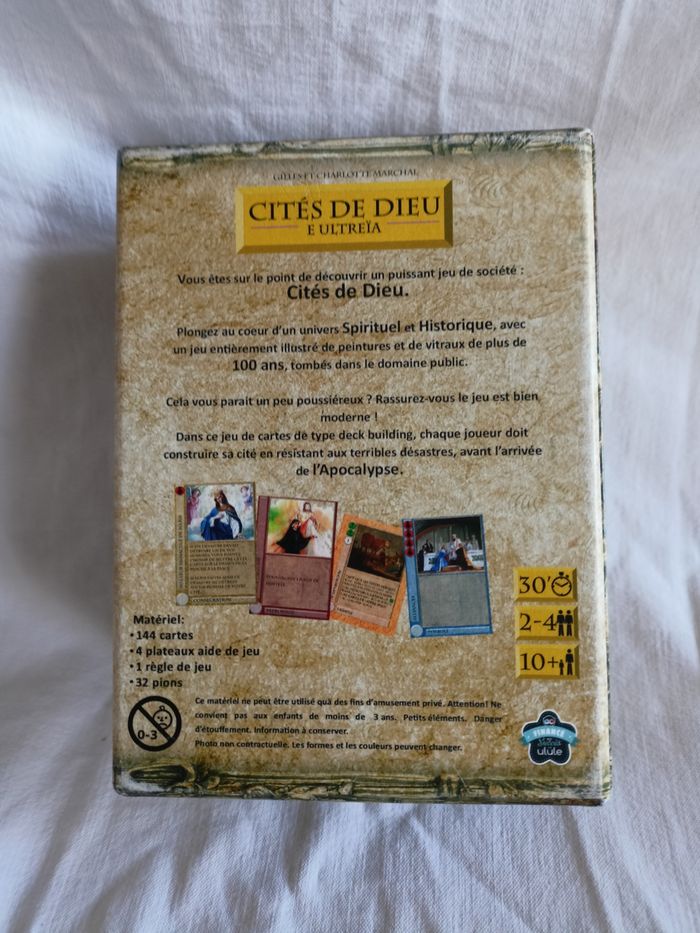 GILLES ET CHARLOTTE MARCHAL
CITÉS DE DIEU
E ULTREÏA
Vous êtes sur le point de découvrir un puissant jeu de société :
Cités de Dieu.
Plongez au coeur d'un univers Spirituel et Historique, avec
un jeu entièrement illustré de peintures et de vitraux de plus de
100 ans, tombés dans le domaine public.
Cela vous parait un peu poussiéreux ? Rassurez-vous le jeu est bien
moderne !
Dans ce jeu de cartes de type deck building, chaque joueur doit
construire sa cité en résistant aux terribles désastres, avant l'arrivée
de l'Apocalypse.
30'
2-4
10+
Matériel:
• 144 cartes
• 4 plateaux aide de jeu
• 1 règle de jeu
• 32 pions
0-3
Ce matériel ne peut être utilisé quà des fins d'amusement privé. Attention! Ne
convient pas aux enfants de moins de 3 ans. Petits éléments. Danger
d'étouffement. Information à conserver.
Photo non contractuelle. Les formes et les couleurs peuvent changer.
FINANCÉ
ulule